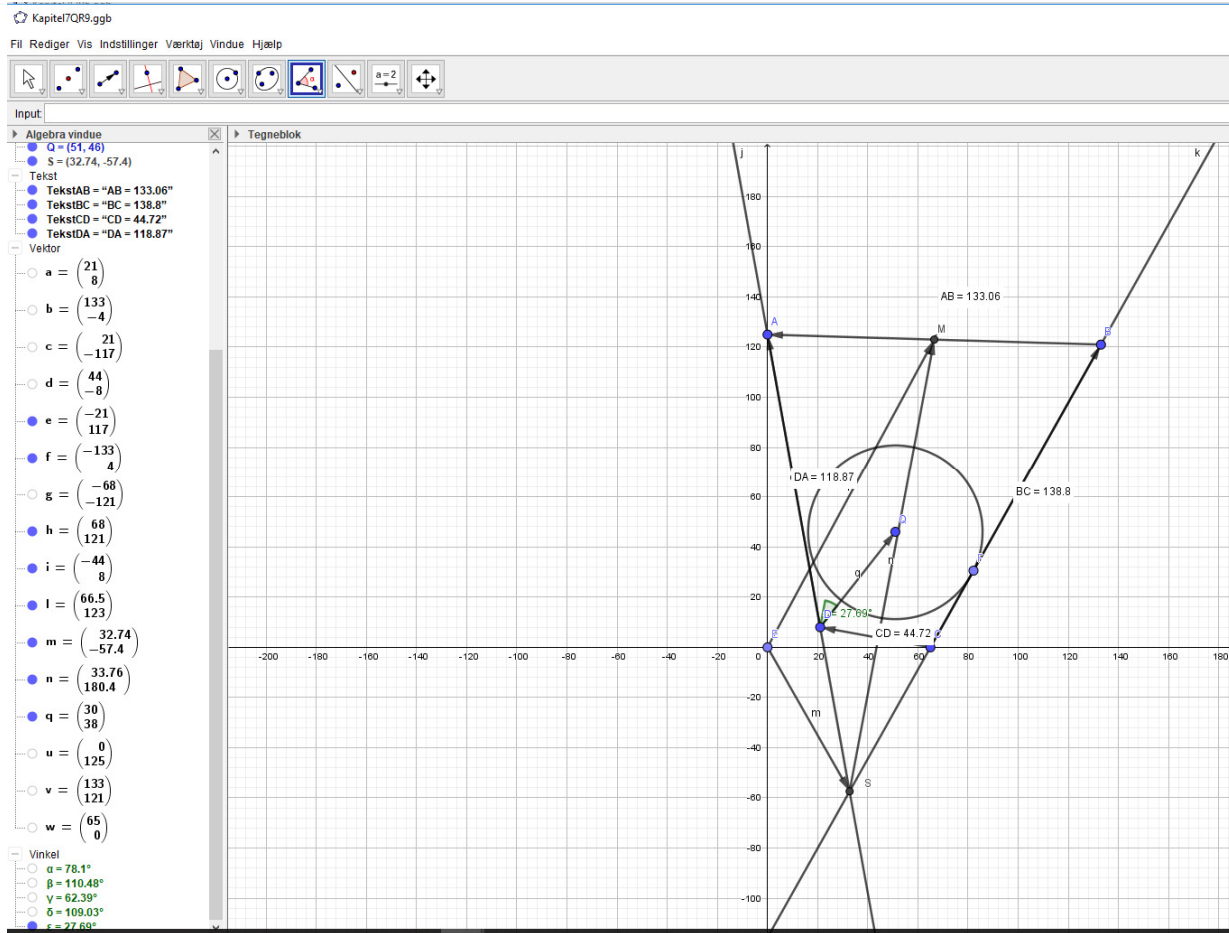 Kapitel7QR9.ggb
Fil Rediger Vis Indstillinger Værktøj Vindue Hjælp
a = 2
Input:
Algebra vindue
Q = (51, 46)
S = (32.74, -57.4)
Tekst
TekstAB = “AB = 133.06”
TekstBC = “BC = 138.8”
TekstCD = “CD = 44.72”
TekstDA = “DA = 118.87”
Vektor
a = (21 8)
b = (133 −4)
c = (21 −117)
d = (44 −8)
e = (−21 117)
f = (−133 4)
g = (−68 −121)
h = (68 121)
i = (−44 8)
l = (66.5 123)
m = (32.74 −57.4)
n = (33.76 180.4)
q = (30 38)
u = (0 125)
v = (133 121)
w = (65 0)
Vinkel
α = 78.1°
β = 110.48°
γ = 62.39°
δ = 109.03°
ε = 27.69°
Tegneblok
j
k
180
160
140
AB = 133.06
A
M
B
120
100
80
DA = 118.87
BC = 138.8
60
Q
40
n
q
20
= 27.69°
CD = 44.72
-200 -180 -160 -140 -120 -100 -80 -60 -40 -20 0 20 40 60 80 100 120 140 160 180
-20
m
-40
S
-60
-80
-100